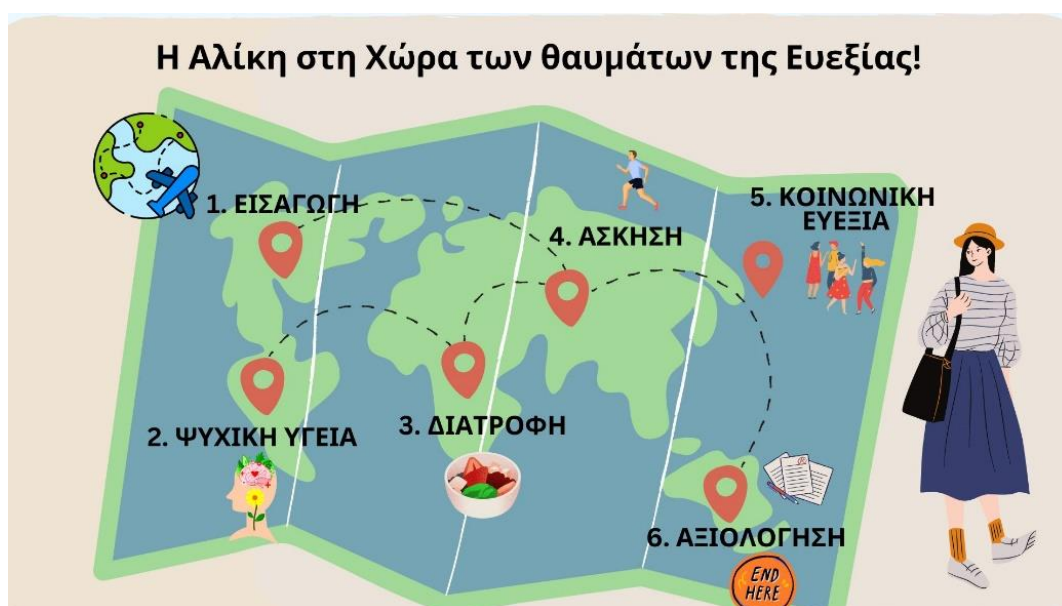 Η Αλίκη στη Χώρα των θαυμάτων της Ευεξίας!
1. ΕΙΣΑΓΩΓΗ
2. ΨΥΧΙΚΗ ΥΓΕΙΑ
3. ΔΙΑΤΡΟΦΗ
4. ΑΣΚΗΣΗ
5. ΚΟΙΝΩΝΙΚΗ
ΕΥΕΞΙΑ
6. ΑΞΙΟΛΟΓΗΣΗ
END
HERE